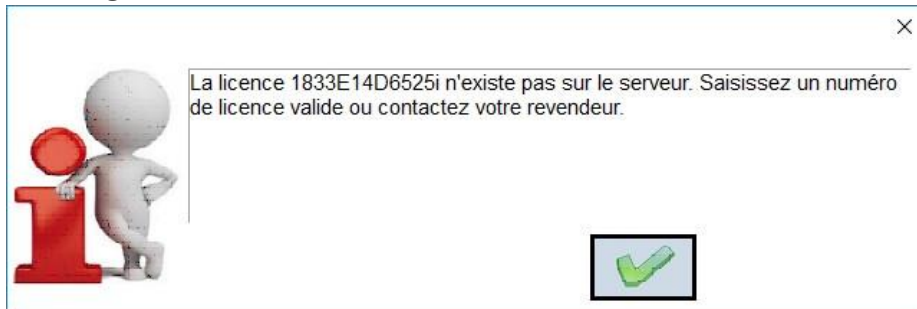 La licence 1833E14D6525i n'existe pas sur le serveur. Saisissez un numéro
de licence valide ou contactez votre revendeur.